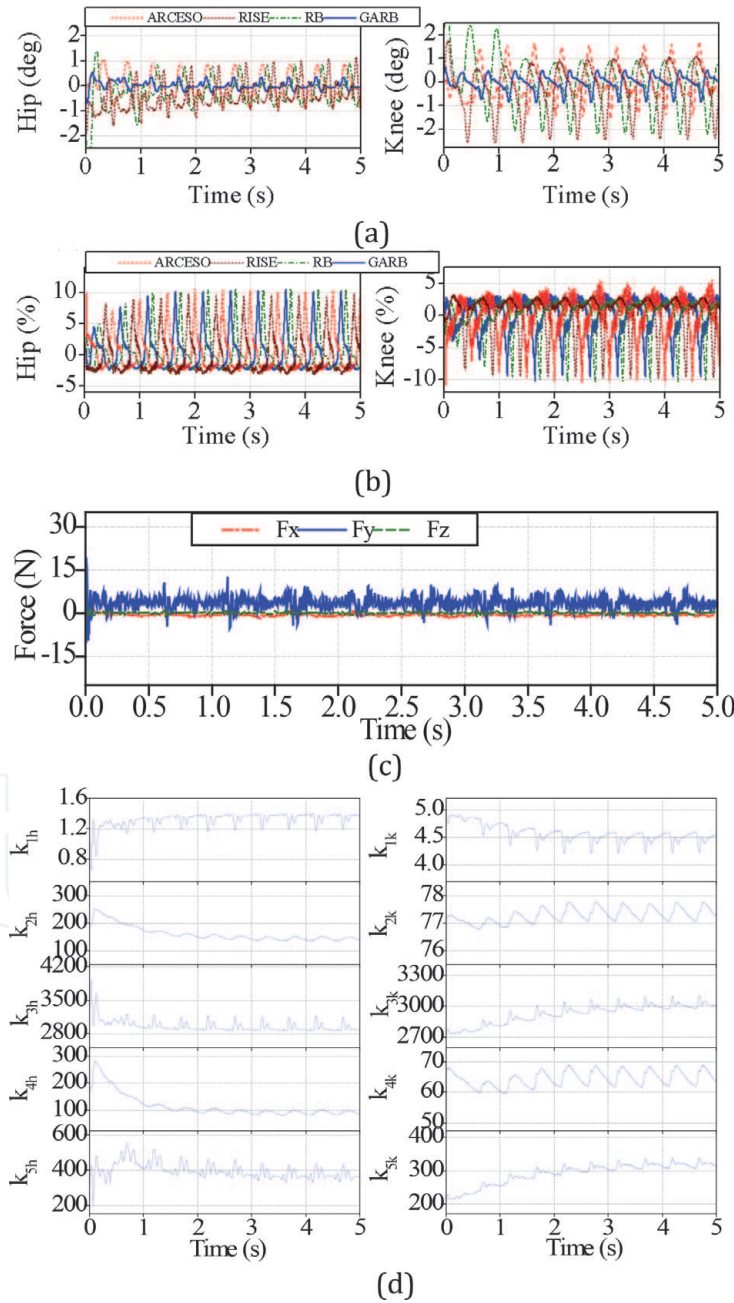 ARCESO RISE RB GARB
Hip (deg)
2
1
0
-1
-2
0 1 2 3 4 5
Time (s)
Knee (deg)
2
1
0
-1
-2
0 1 2 3 4 5
Time (s)
(a)
ARCESO RISE RB GARB
Hip (%)
10
5
0
-5
0 1 2 3 4 5
Time (s)
Knee (%)
5
0
-5
-10
0 1 2 3 4 5
Time (s)
(b)
Fx Fy Fz
Force (N)
30
15
0
-15
0.0 0.5 1.0 1.5 2.0 2.5 3.0 3.5 4.0 4.5 5.0
Time (s)
(c)
k1h
1.6
1.2
0.8
k2h
300
200
100
k3h
4200
3500
2800
k4h
300
200
100
k5h
600
400
200
0 1 2 3 4 5
Time (s)
k1k
5.0
4.5
4.0
k2k
78
77
76
k3k
3300
3000
2700
k4k
70
60
50
k5k
400
300
200
0 1 2 3 4 5
Time (s)
(d)